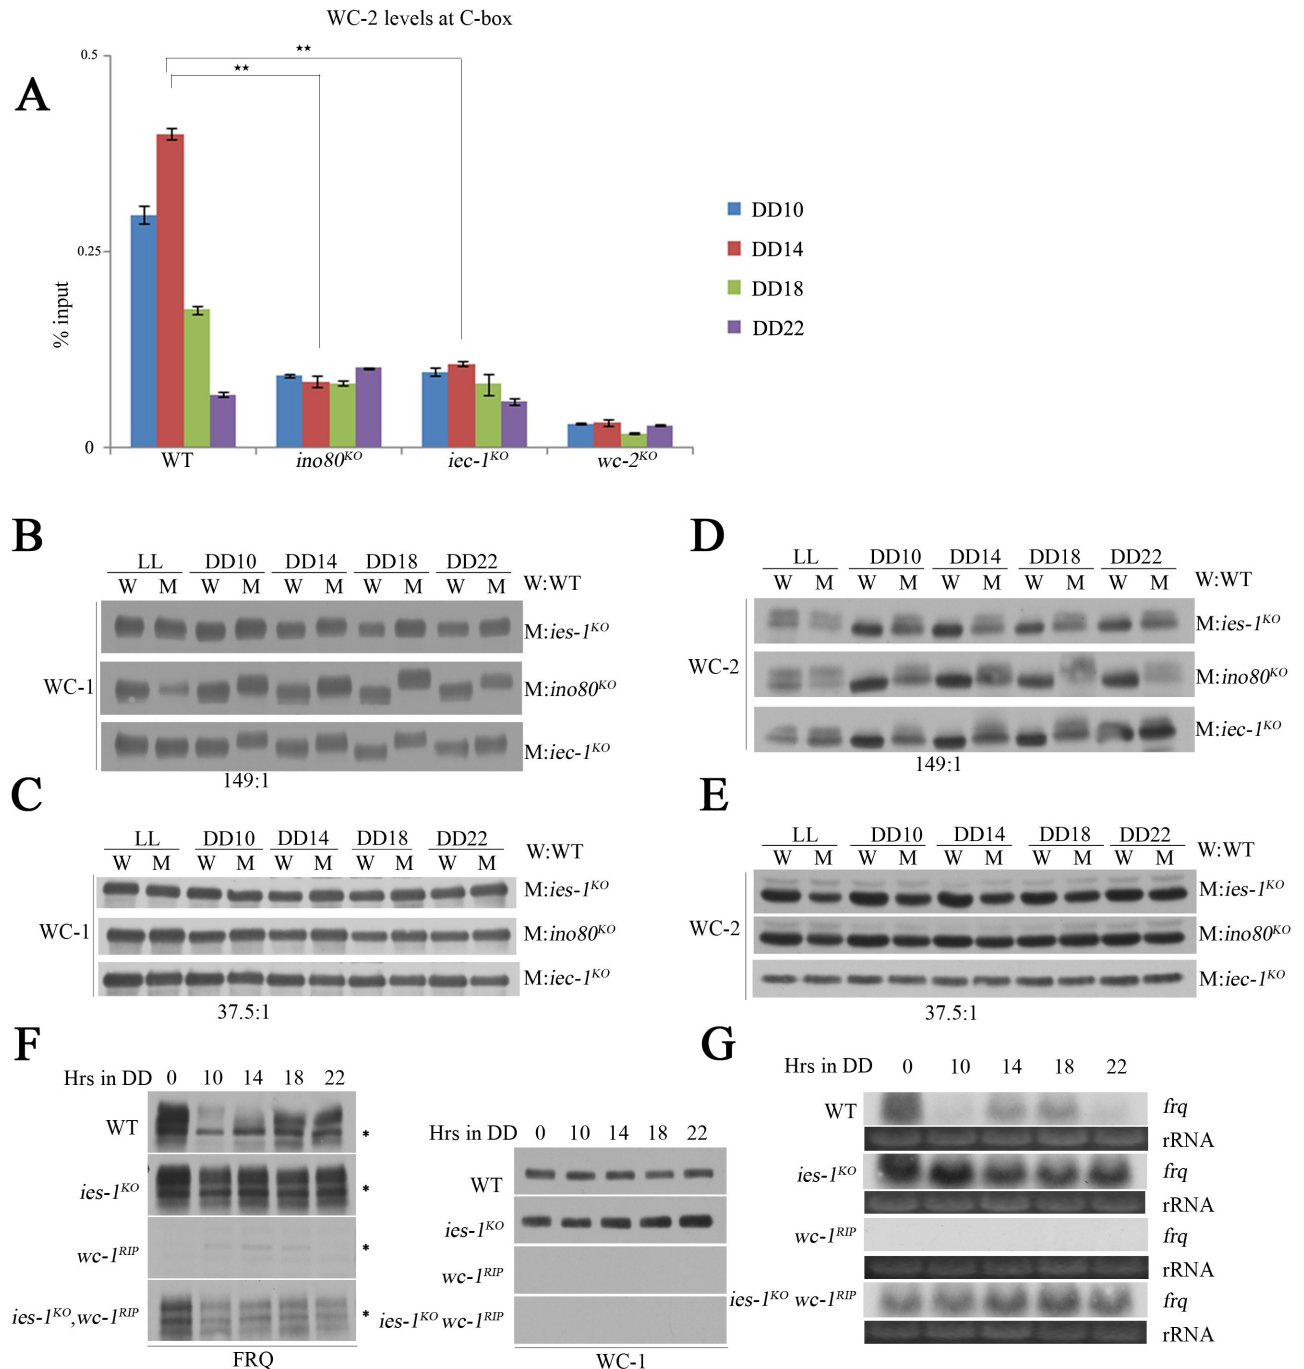 WC-2 levels at C-box
A
0.5
0.25
0
% input
★★
★★
WT ino80KO iec-1KO wc-2KO
DD10
DD14
DD18
DD22
B
LL DD10 DD14 DD18 DD22
W M W M W M W M W M W:WT
WC-1
M:ies-1KO
M:ino80KO
M:iec-1KO
149:1
D
LL DD10 DD14 DD18 DD22
W M W M W M W M W M W:WT
WC-2
M:ies-1KO
M:ino80KO
M:iec-1KO
149:1
C
LL DD10 DD14 DD18 DD22
W M W M W M W M W M W:WT
WC-1
M:ies-1KO
M:ino80KO
M:iec-1KO
37.5:1
E
LL DD10 DD14 DD18 DD22
W M W M W M W M W M W:WT
WC-2
M:ies-1KO
M:ino80KO
M:iec-1KO
37.5:1
F
Hrs in DD 0 10 14 18 22
WT *
ies-1KO *
wc-1RIP *
ies-1KO,wc-1RIP *
FRQ
Hrs in DD 0 10 14 18 22
WT
ies-1KO
wc-1RIP
ies-1KO wc-1RIP
WC-1
G
Hrs in DD 0 10 14 18 22
WT frq
rRNA
ies-1KO frq
rRNA
wc-1RIP frq
rRNA
ies-1KO wc-1RIP frq
rRNA